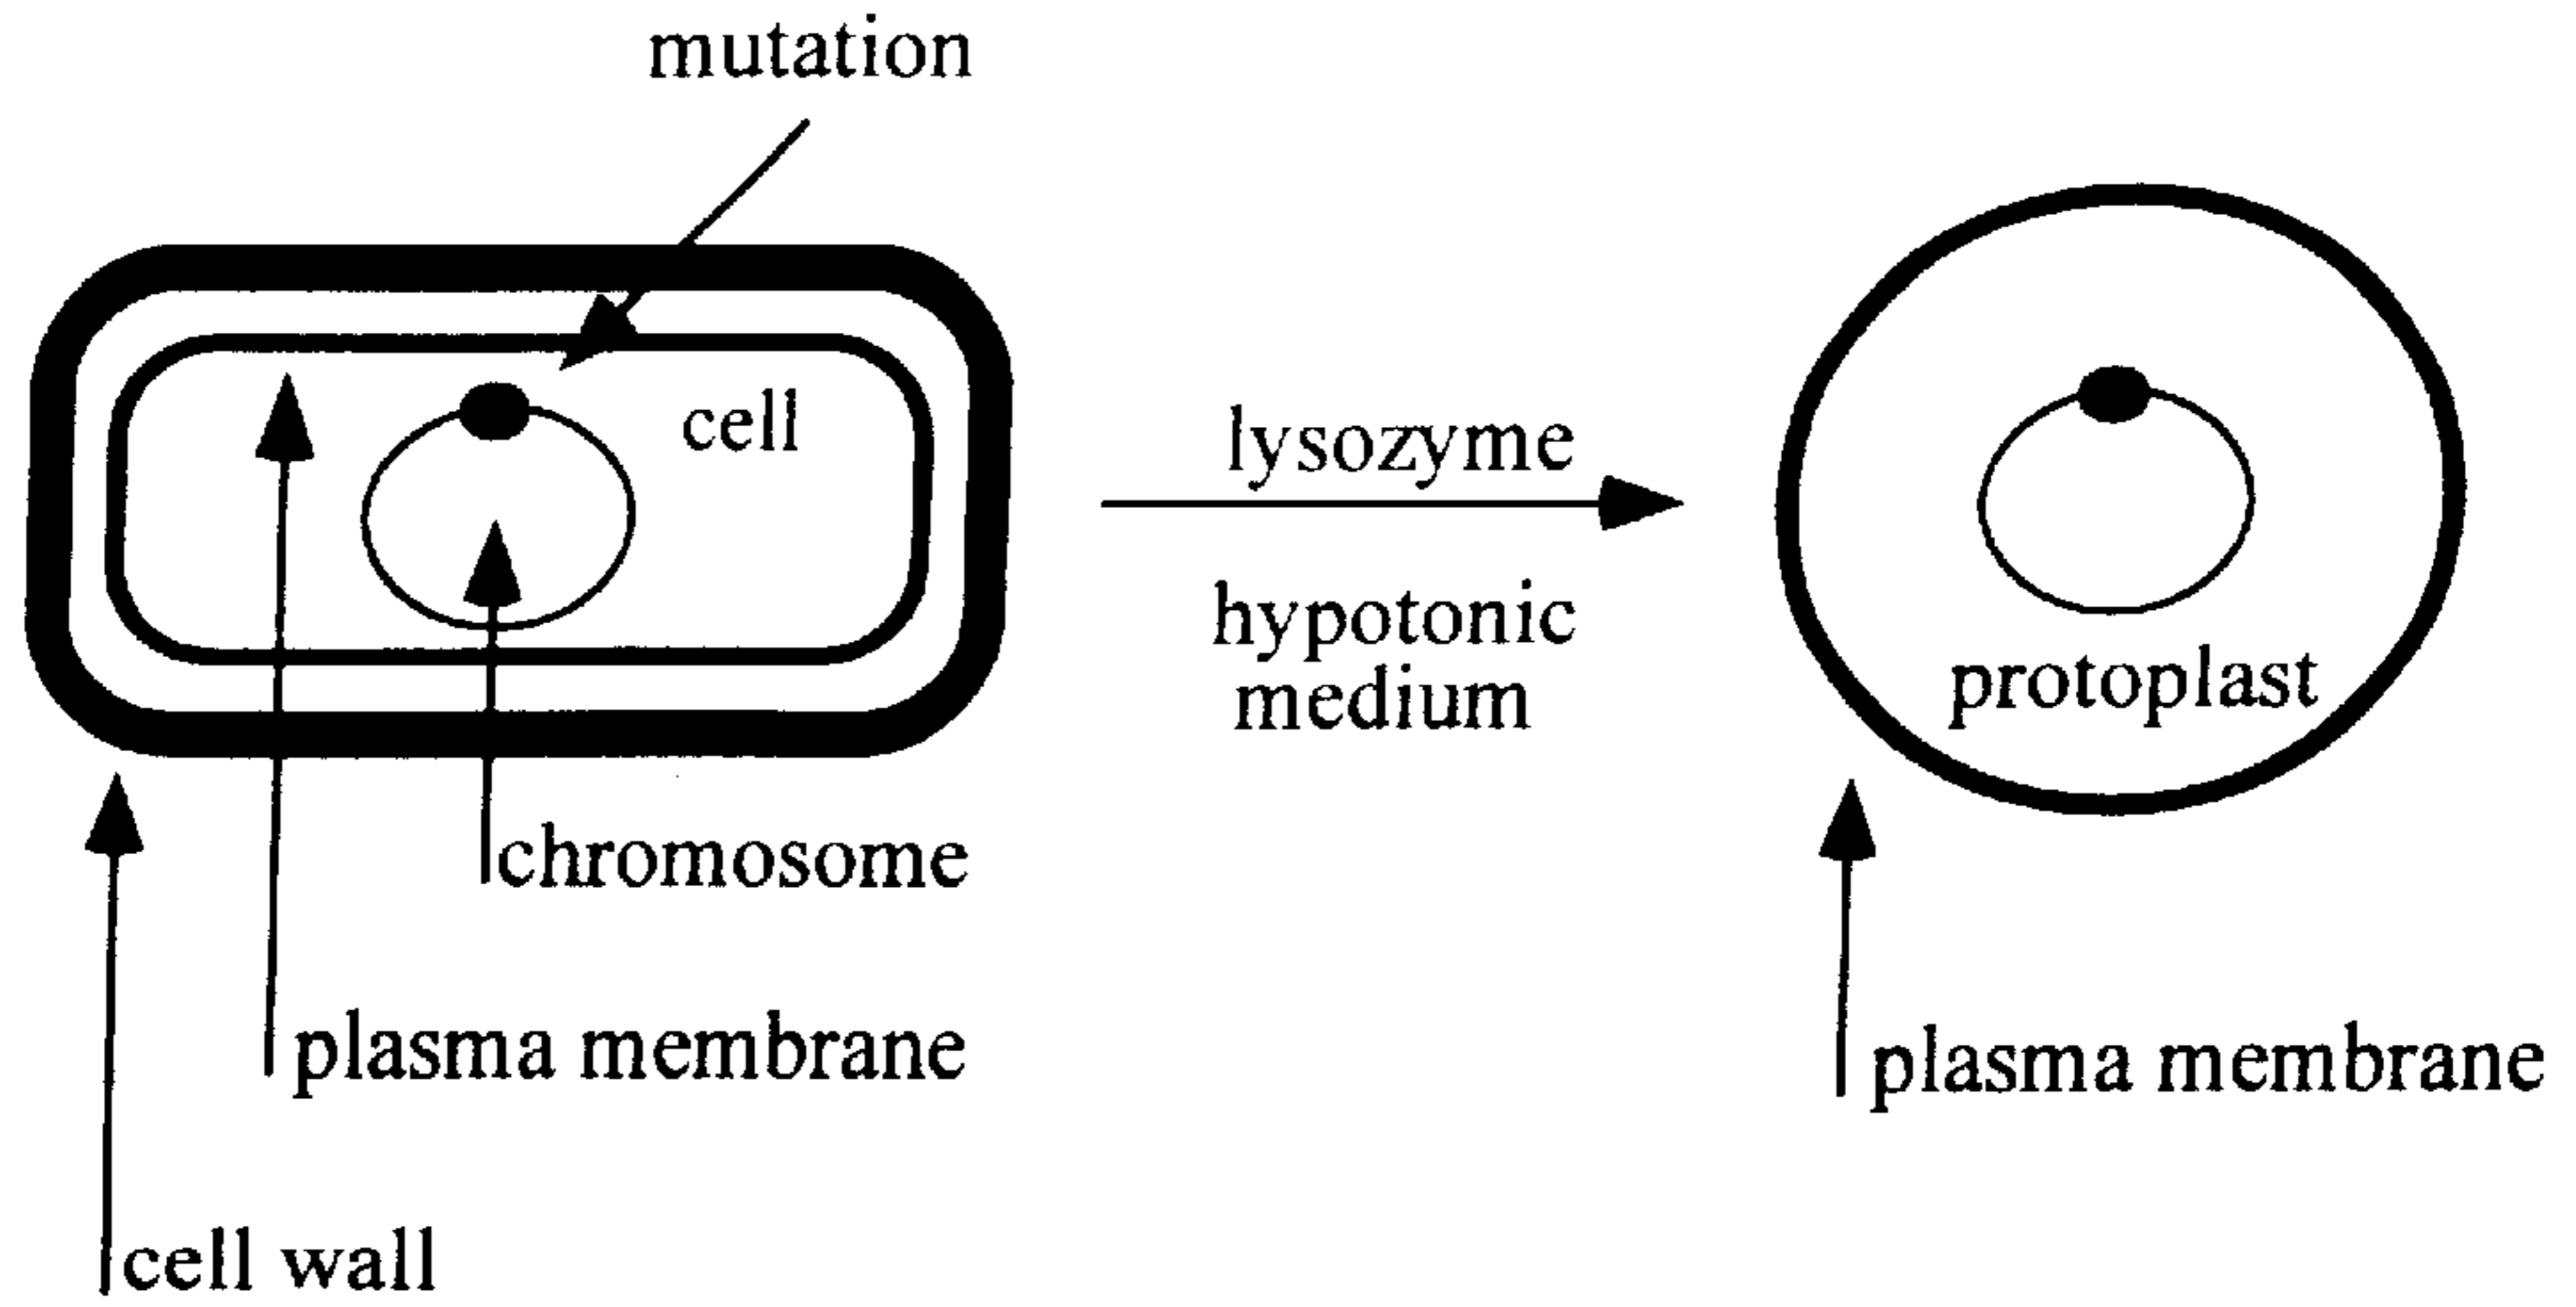 mutation
cell
lysozyme
hypotonic
medium
protoplast
chromosome
plasma membrane
plasma membrane
cell wall